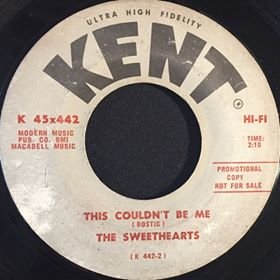 ULTRA HIGH FIDELITY
KENT
K 45x442
HI-FI
MODERN MUSIC
PUB. CO. BMI
MACADELL MUSIC
TIME:
2:10
PROMOTIONAL
COPY
NOT FOR SALE
THIS COULDN'T BE ME
(BOSTIC)
THE SWEETHEARTS
(K 442-2)